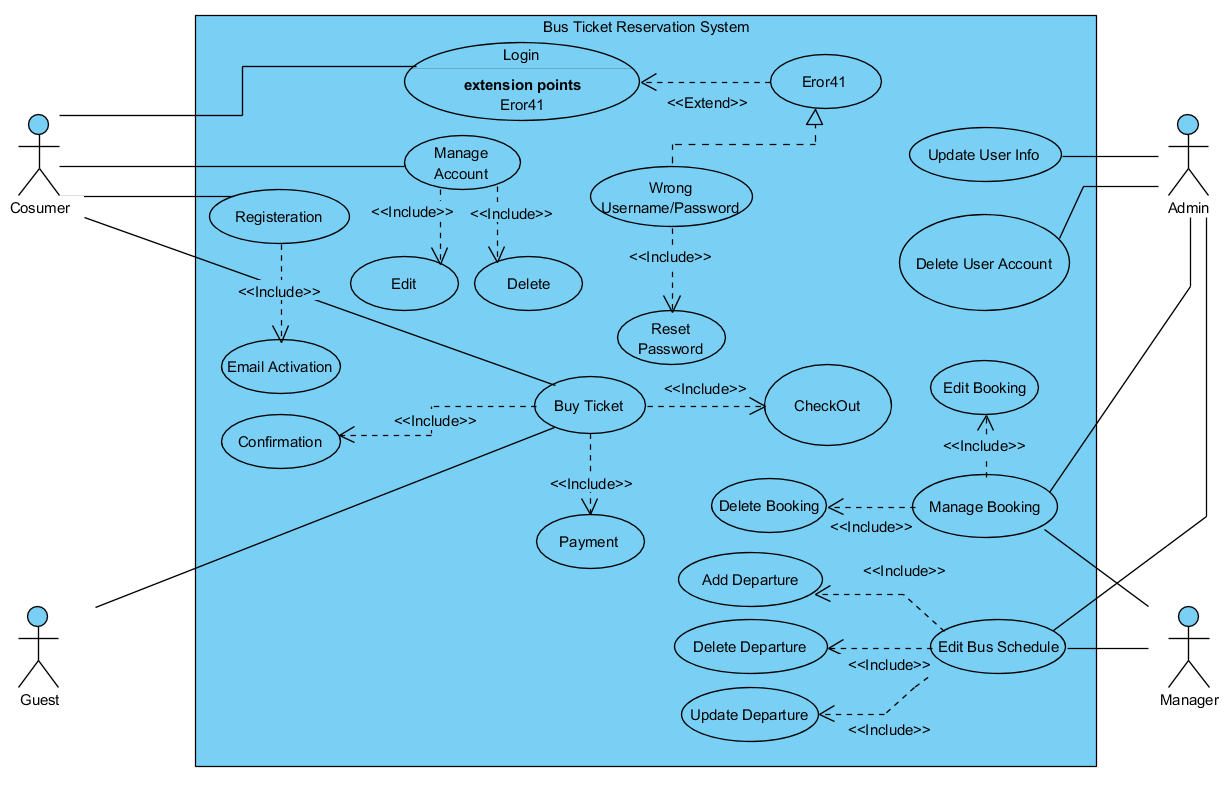 Bus Ticket Reservation System
Login
extension points
Eror41
Eror41
<<Extend>>
Cosumer
Manage
Account
Update User Info
Wrong
Username/Password
Admin
Registeration
<<Include>>
<<Include>>
<<Include>>
Delete User Account
Edit
Delete
<<Include>>
Reset
Password
Email Activation
<<Include>>
Edit Booking
Buy Ticket
CheckOut
<<Include>>
Confirmation
<<Include>>
<<Include>>
Delete Booking
Manage Booking
<<Include>>
Payment
<<Include>>
Add Departure
Delete Departure
Edit Bus Schedule
<<Include>>
Guest
Manager
Update Departure
<<Include>>